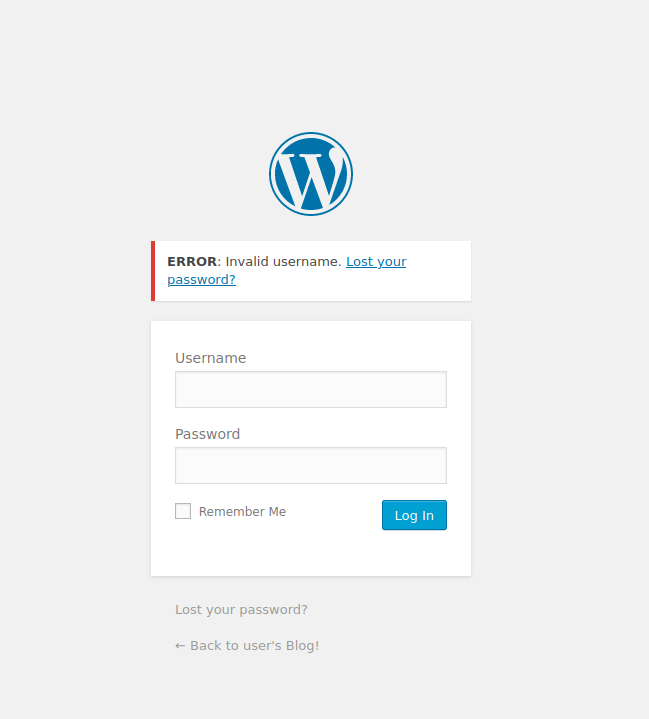 ERROR: Invalid username. Lost your
password?
Username
Password
Remember Me
Log In
Lost your password?
← Back to user's Blog!